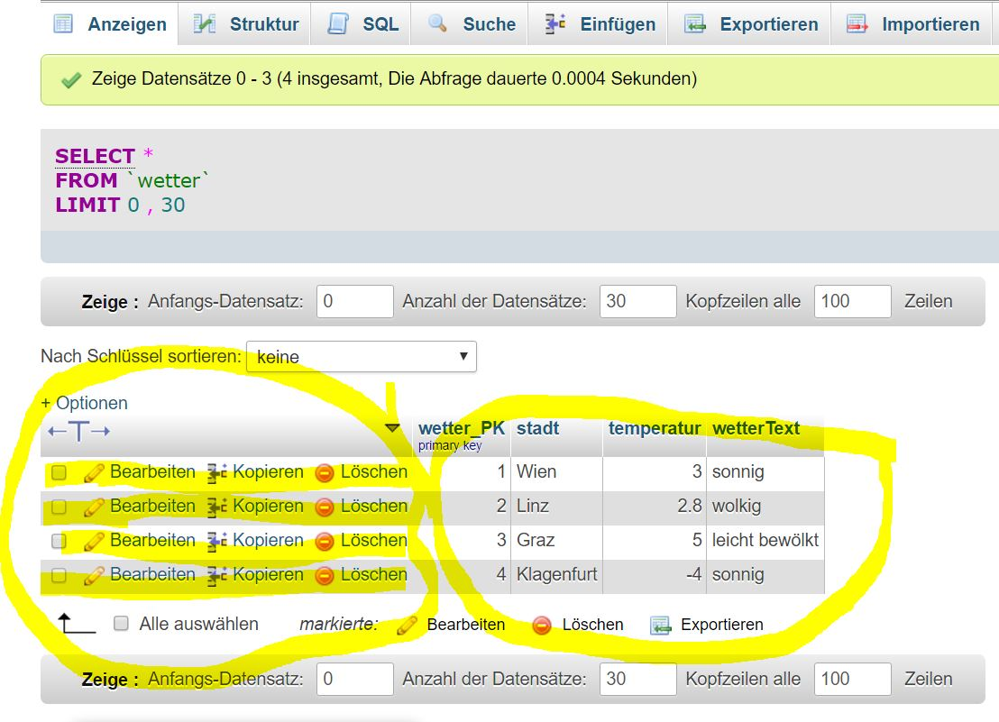 Anzeigen Struktur SQL Suche Einfügen Exportieren Importieren
Zeige Datensätze 0 - 3 (4 insgesamt, Die Abfrage dauerte 0.0004 Sekunden)
SELECT *
FROM `wetter`
LIMIT 0 , 30
Zeige : Anfangs-Datensatz: 0 Anzahl der Datensätze: 30 Kopfzeilen alle 100 Zeilen
Nach Schlüssel sortieren: keine
+ Optionen
←T→ wetter_PK stadt temperatur wetterText
primary key
Bearbeiten Kopieren Löschen 1 Wien 3 sonnig
Bearbeiten Kopieren Löschen 2 Linz 2.8 wolkig
Bearbeiten Kopieren Löschen 3 Graz 5 leicht bewölkt
Bearbeiten Kopieren Löschen 4 Klagenfurt -4 sonnig
Alle auswählen markierte: Bearbeiten Löschen Exportieren
Zeige : Anfangs-Datensatz: 0 Anzahl der Datensätze: 30 Kopfzeilen alle 100 Zeilen